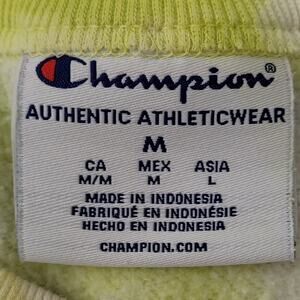 Champion®
AUTHENTIC ATHLETICWEAR
M
CA MEX ASIA
M/M M L
MADE IN INDONESIA
FABRIQUÉ EN INDONÉSIE
HECHO EN INDONESIA
CHAMPION.COM